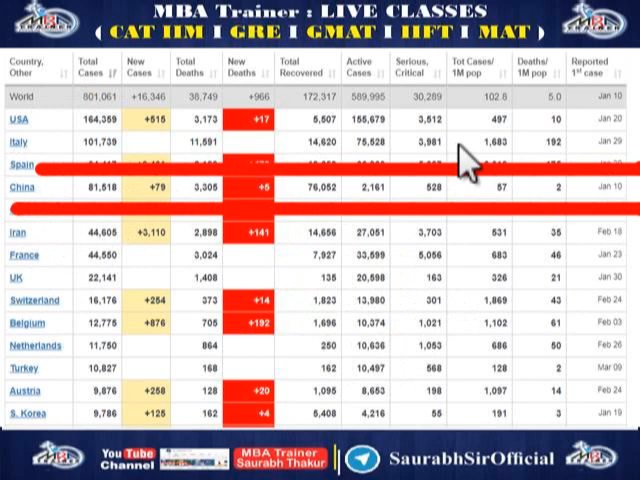 MBA Trainer : LIVE CLASSES
( CAT IIM I GRE I GMAT I IIFT I MAT )
Country, Other Total Cases New Cases Total Deaths New Deaths Total Recovered Active Cases Serious, Critical Tot Cases/ 1M pop Deaths/ 1M pop Reported 1st case
World 801,061 +16,346 38,749 +966 172,317 589,995 30,289 102.8 5.0 Jan 10
USA 164,359 +515 3,173 +17 5,507 155,679 3,512 497 10 Jan 20
Italy 101,739 11,591 14,620 75,528 3,981 1,683 192 Jan 29
Spain
China 81,518 +79 3,305 +5 76,052 2,161 528 57 2 Jan 10
Iran 44,605 +3,110 2,898 +141 14,656 27,051 3,703 531 35 Feb 18
France 44,550 3,024 7,927 33,599 5,056 683 46 Jan 23
UK 22,141 1,408 135 20,598 163 326 21 Jan 30
Switzerland 16,176 +254 373 +14 1,823 13,980 301 1,869 43 Feb 24
Belgium 12,775 +876 705 +192 1,696 10,374 1,021 1,102 61 Feb 03
Netherlands 11,750 864 250 10,636 1,053 686 50 Feb 26
Turkey 10,827 168 162 10,497 568 128 2 Mar 09
Austria 9,876 +258 128 +20 1,095 8,653 198 1,097 14 Feb 24
S. Korea 9,786 +125 162 +4 5,408 4,216 55 191 3 Jan 19
You Tube Channel
MBA Trainer Saurabh Thakur
SaurabhSirOfficial